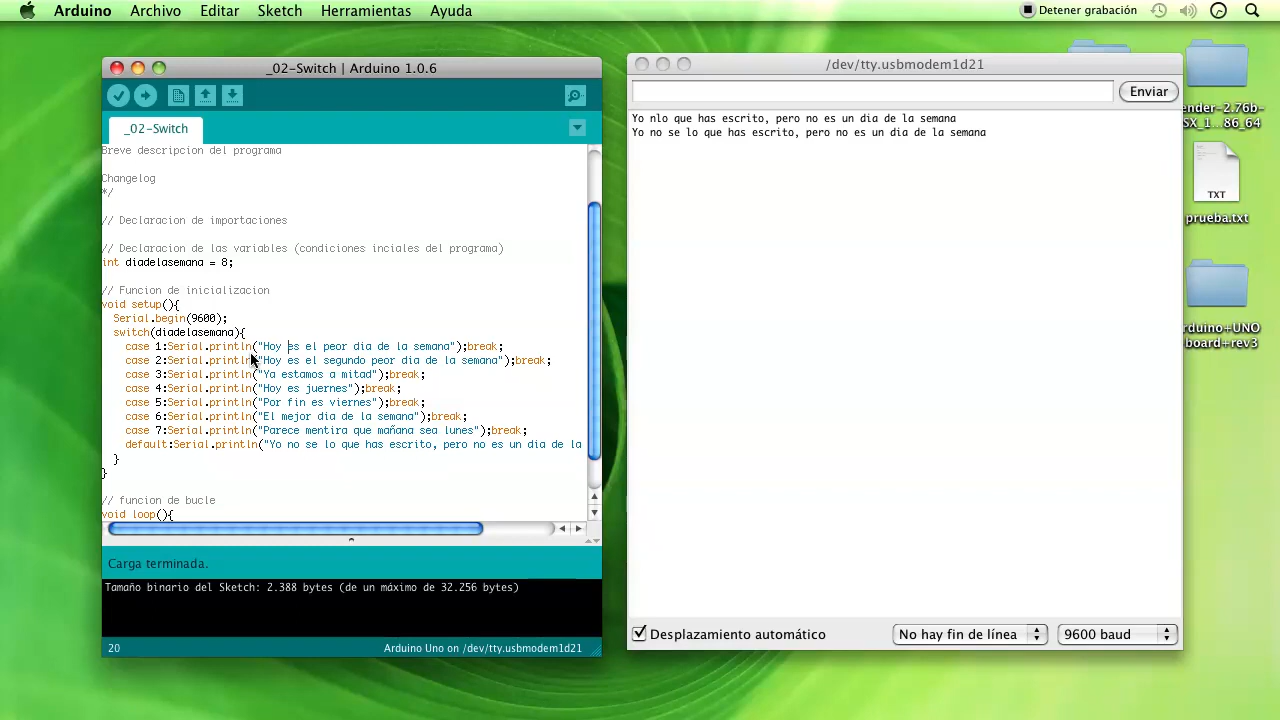 Arduino Archivo Editar Sketch Herramientas Ayuda Detener grabación
_02-Switch | Arduino 1.0.6
_02-Switch
Breve descripcion del programa
Changelog
*/
// Declaracion de importaciones
// Declaracion de las variables (condiciones inciales del programa)
int diadelasemana = 8;
// Funcion de inicializacion
void setup(){
Serial.begin(9600);
switch(diadelasemana){
case 1:Serial.println("Hoy es el peor dia de la semana");break;
case 2:Serial.println("Hoy es el segundo peor dia de la semana");break;
case 3:Serial.println("Ya estamos a mitad");break;
case 4:Serial.println("Hoy es juernes");break;
case 5:Serial.println("Por fin es viernes");break;
case 6:Serial.println("El mejor dia de la semana");break;
case 7:Serial.println("Parece mentira que mañana sea lunes");break;
default:Serial.println("Yo no se lo que has escrito, pero no es un dia de la
}
}
// funcion de bucle
void loop(){
Carga terminada.
Tamaño binario del Sketch: 2.388 bytes (de un máximo de 32.256 bytes)
20 Arduino Uno on /dev/tty.usbmodem1d21
/dev/tty.usbmodem1d21
Enviar
Yo nlo que has escrito, pero no es un dia de la semana
Yo no se lo que has escrito, pero no es un dia de la semana
Desplazamiento automático No hay fin de línea 9600 baud
ender-2.76b-
SX_1...86_64
TXT
prueba.txt
rduino+UNO
board+rev3